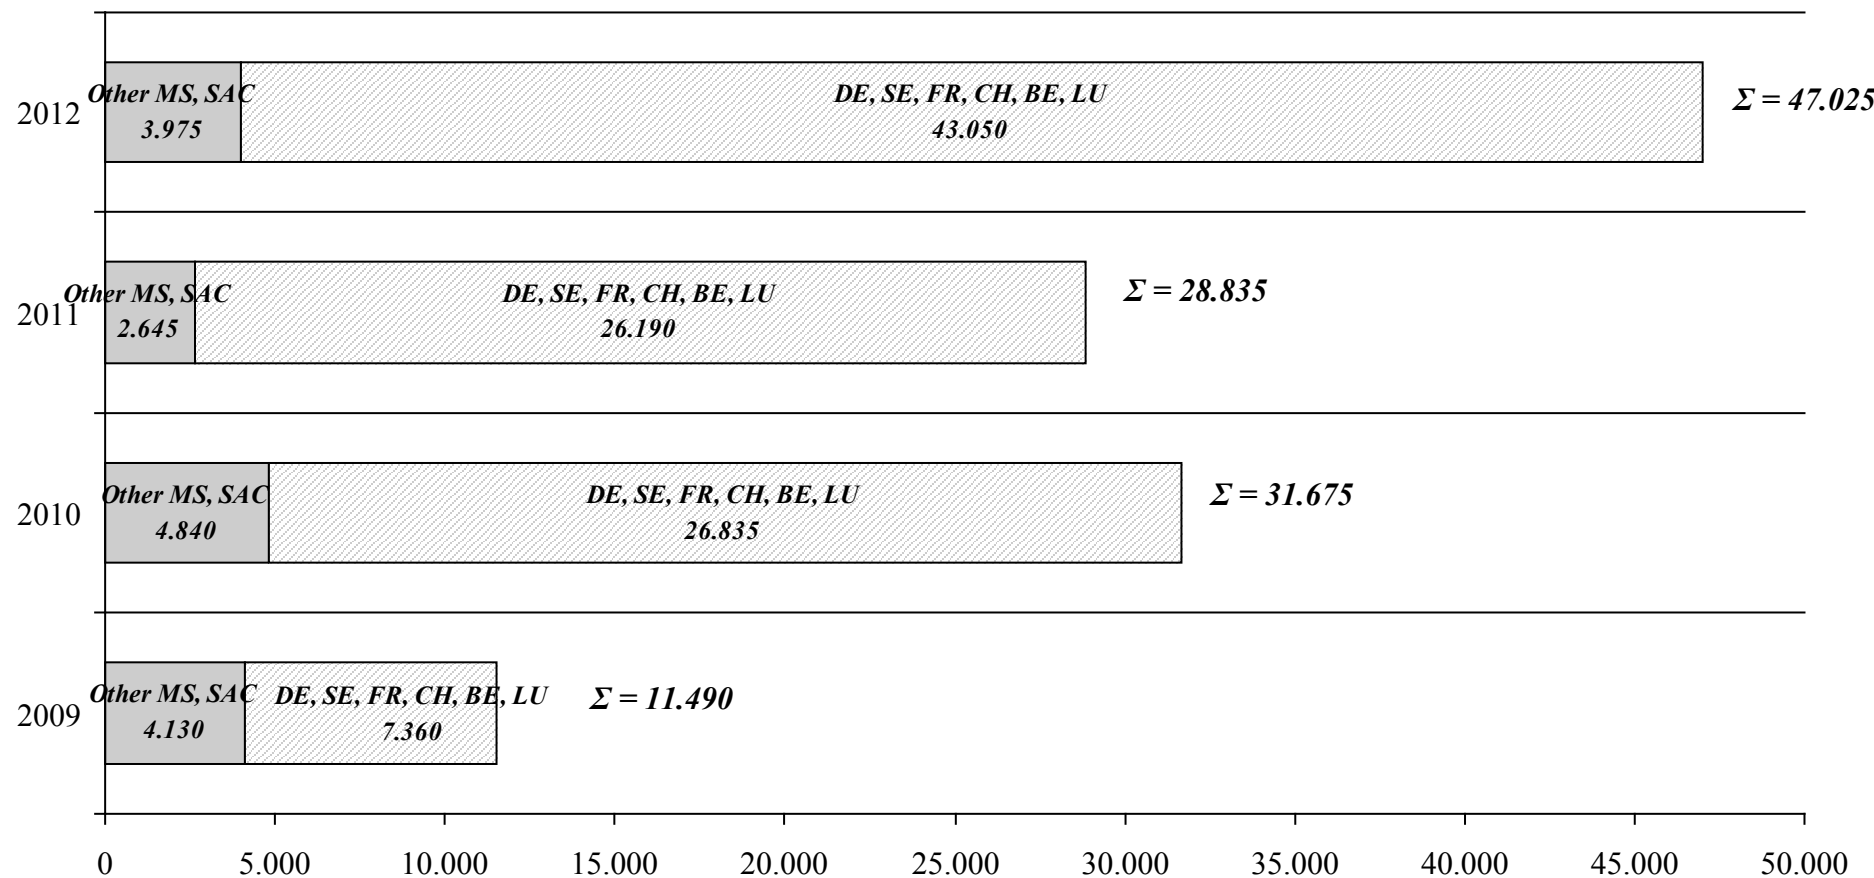 2012
Other MS, SAC
3.975
DE, SE, FR, CH, BE, LU
43.050
Σ = 47.025
2011
Other MS, SAC
2.645
DE, SE, FR, CH, BE, LU
26.190
Σ = 28.835
2010
Other MS, SAC
4.840
DE, SE, FR, CH, BE, LU
26.835
Σ = 31.675
2009
Other MS, SAC
4.130
DE, SE, FR, CH, BE, LU
7.360
Σ = 11.490
0 5.000 10.000 15.000 20.000 25.000 30.000 35.000 40.000 45.000 50.000